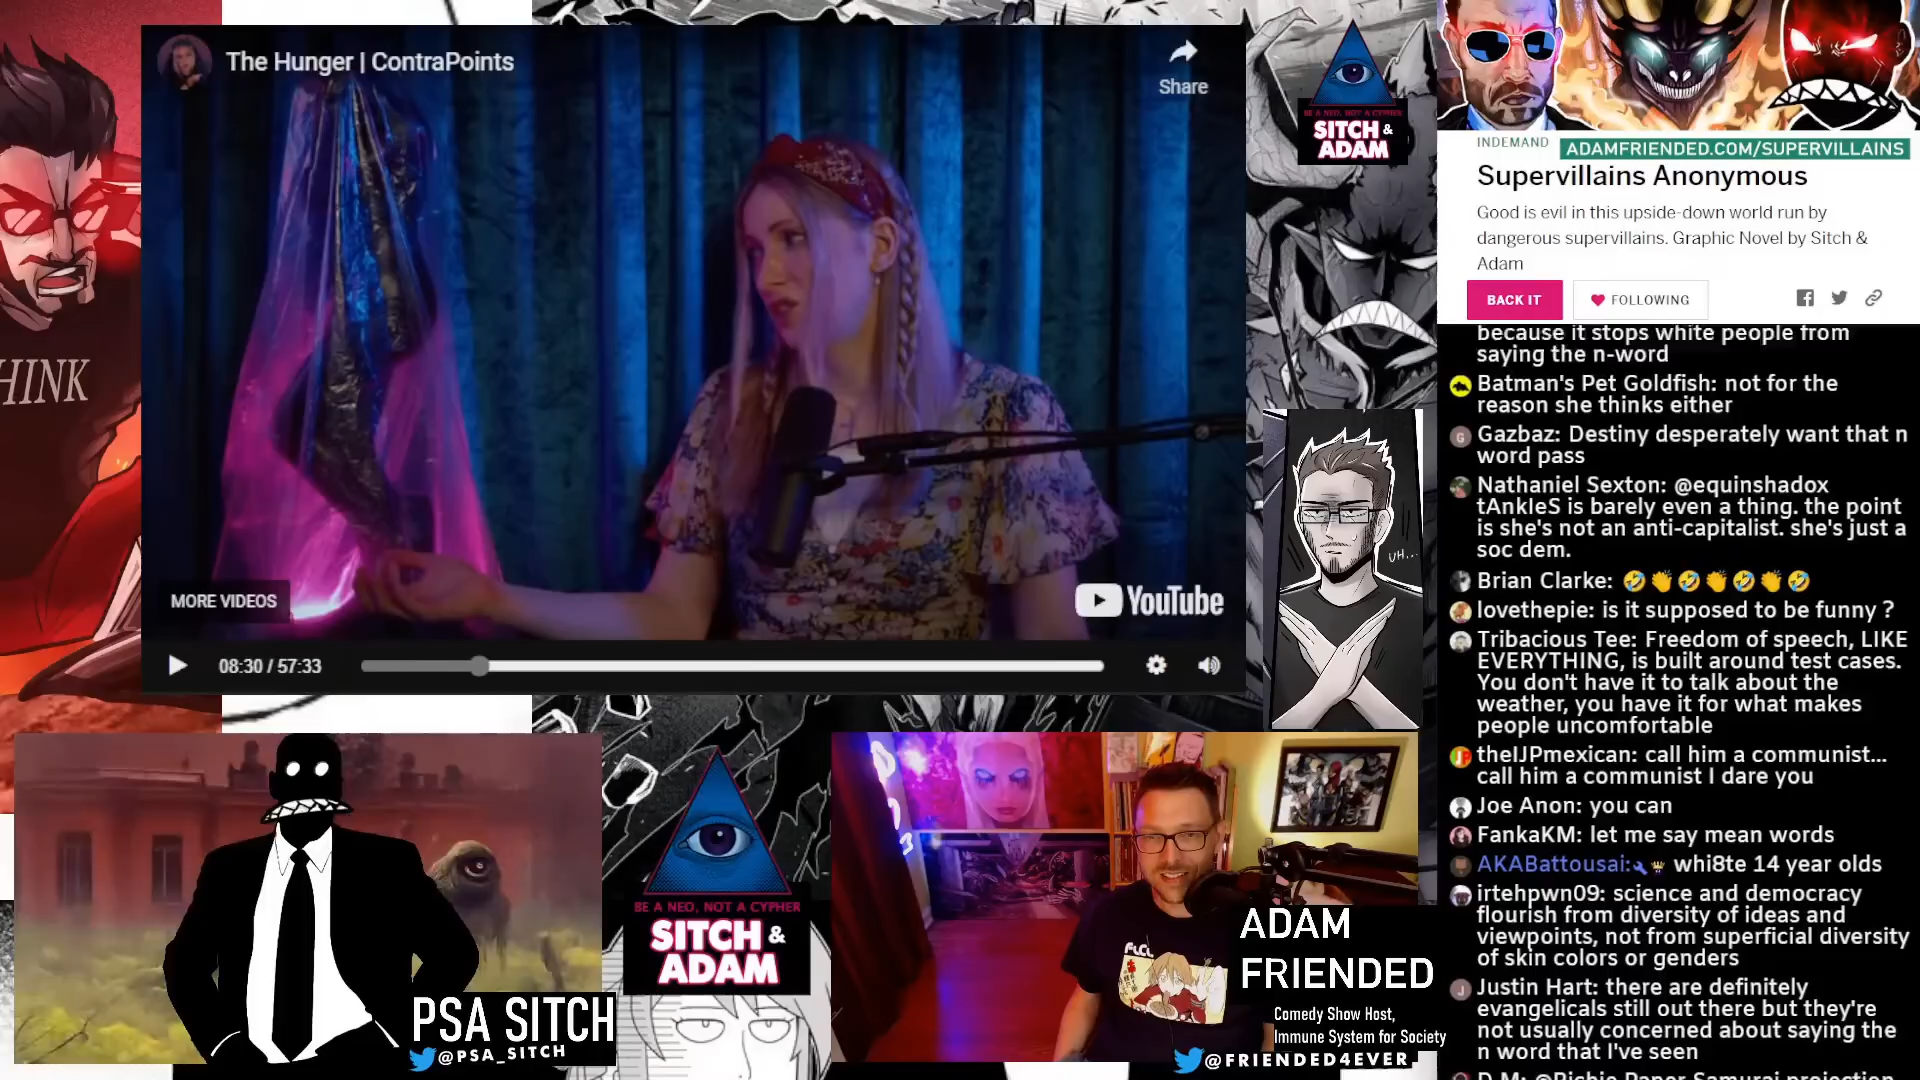 The Hunger | ContraPoints
Share
MORE VIDEOS
YouTube
08:30 / 57:33
HINK
BE A NEO, NOT A CYPHER
SITCH &
ADAM
UH...
INDEMAND
ADAMFRIENDED.COM/SUPERVILLAINS
Supervillains Anonymous
Good is evil in this upside-down world run by
dangerous supervillains. Graphic Novel by Sitch &
Adam
BACK IT
FOLLOWING
because it stops white people from
saying the n-word
Batman's Pet Goldfish: not for the
reason she thinks either
G
Gazbaz: Destiny desperately want that n
word pass
Nathaniel Sexton: @equinshadox
tAnkIeS is barely even a thing. the point
is she's not an anti-capitalist. she's just a
soc dem.
Brian Clarke: 🤣👏🤣👏🤣👏🤣
lovethepie: is it supposed to be funny ?
Tribacious Tee: Freedom of speech, LIKE
EVERYTHING, is built around test cases.
You don't have it to talk about the
weather, you have it for what makes
people uncomfortable
theIJPmexican: call him a communist...
call him a communist I dare you
Joe Anon: you can
FankaKM: let me say mean words
AKABattousai: whi8te 14 year olds
irtehpwn09: science and democracy
flourish from diversity of ideas and
viewpoints, not from superficial diversity
of skin colors or genders
J
Justin Hart: there are definitely
evangelicals still out there but they're
not usually concerned about saying the
n word that I've seen
D.M: @Richie Paper Samurai projection
PSA SITCH
@PSA_SITCH
BE A NEO, NOT A CYPHER
SITCH &
ADAM
FLCL
ADAM
FRIENDED
Comedy Show Host,
Immune System for Society
@FRIENDED4EVER